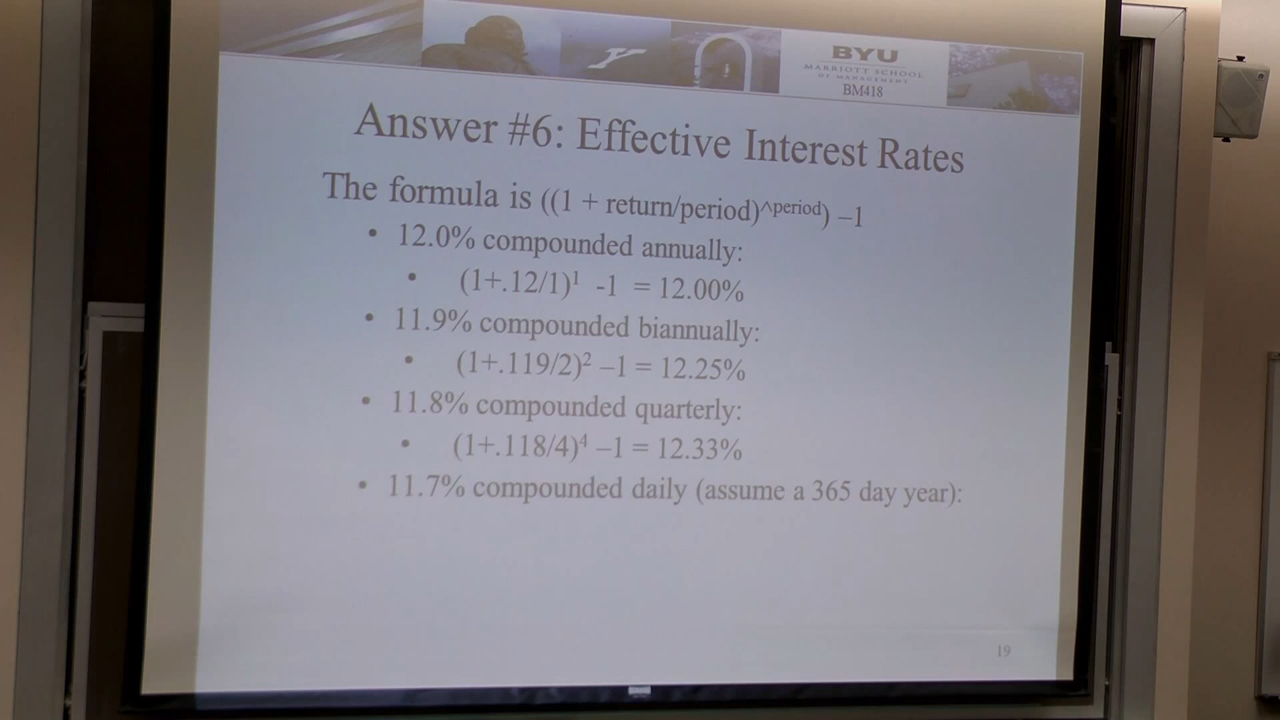 BYU
MARRIOTT SCHOOL
OF MANAGEMENT
BM418
Answer #6: Effective Interest Rates
The formula is ((1 + return/period)^period) –1
• 12.0% compounded annually:
• (1+.12/1)¹ -1 = 12.00%
• 11.9% compounded biannually:
• (1+.119/2)² –1 = 12.25%
• 11.8% compounded quarterly:
• (1+.118/4)⁴ –1 = 12.33%
• 11.7% compounded daily (assume a 365 day year):
19